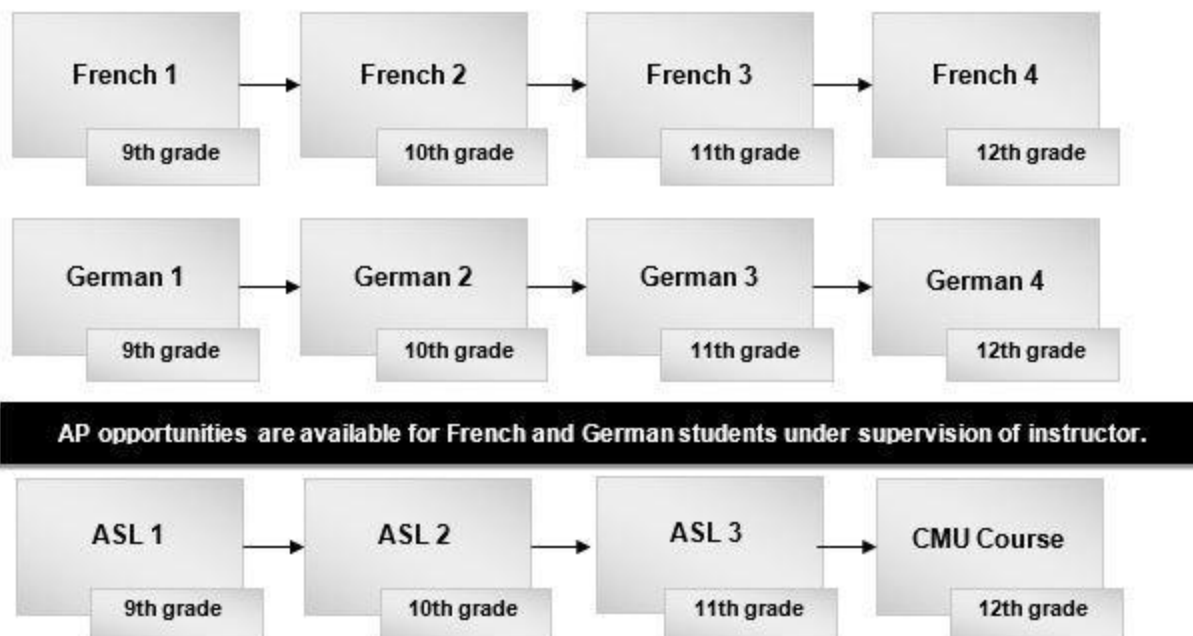 French 1
French 2
French 3
French 4
9th grade
10th grade
11th grade
12th grade
German 1
German 2
German 3
German 4
9th grade
10th grade
11th grade
12th grade
AP opportunities are available for French and German students under supervision of instructor.
ASL 1
ASL 2
ASL 3
CMU Course
9th grade
10th grade
11th grade
12th grade